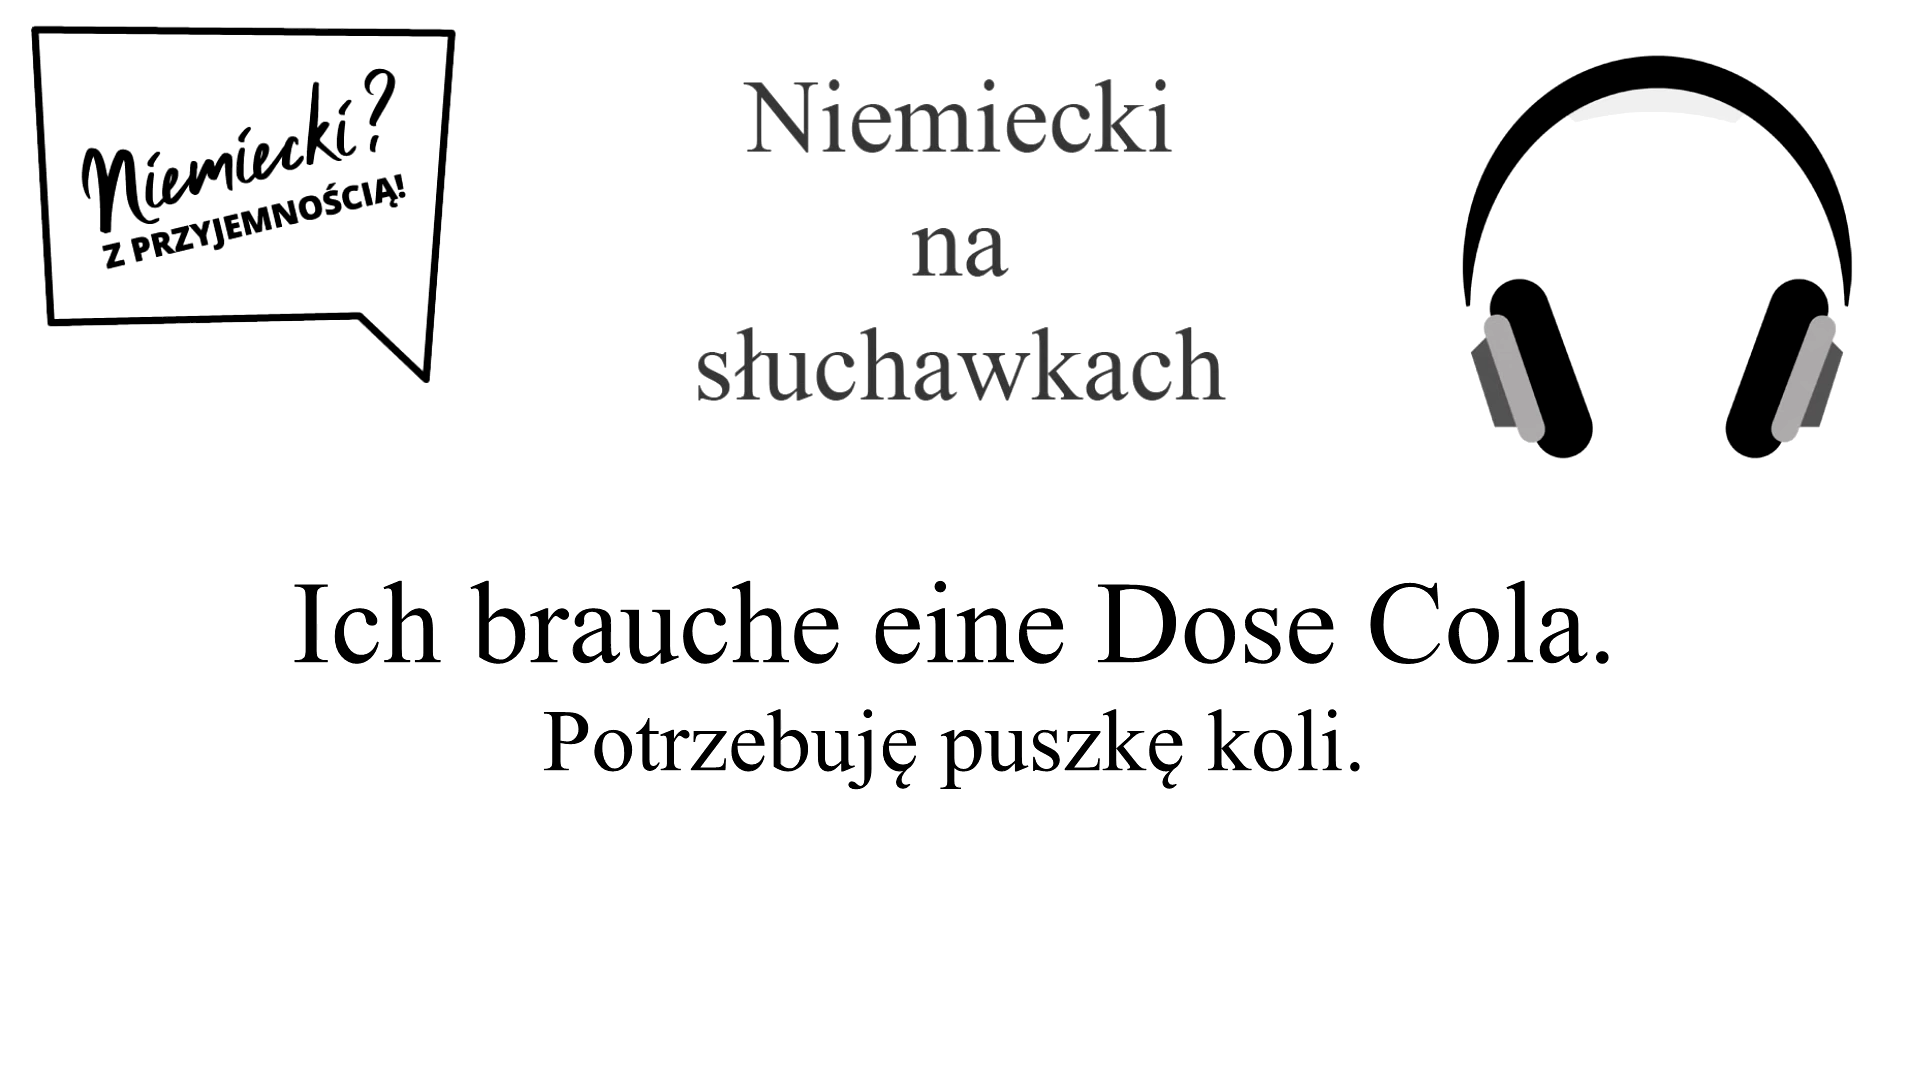 Niemiecki?
Z PRZYJEMNOŚCIĄ!
Niemiecki
na
słuchawkach
Ich brauche eine Dose Cola.
Potrzebuję puszkę koli.